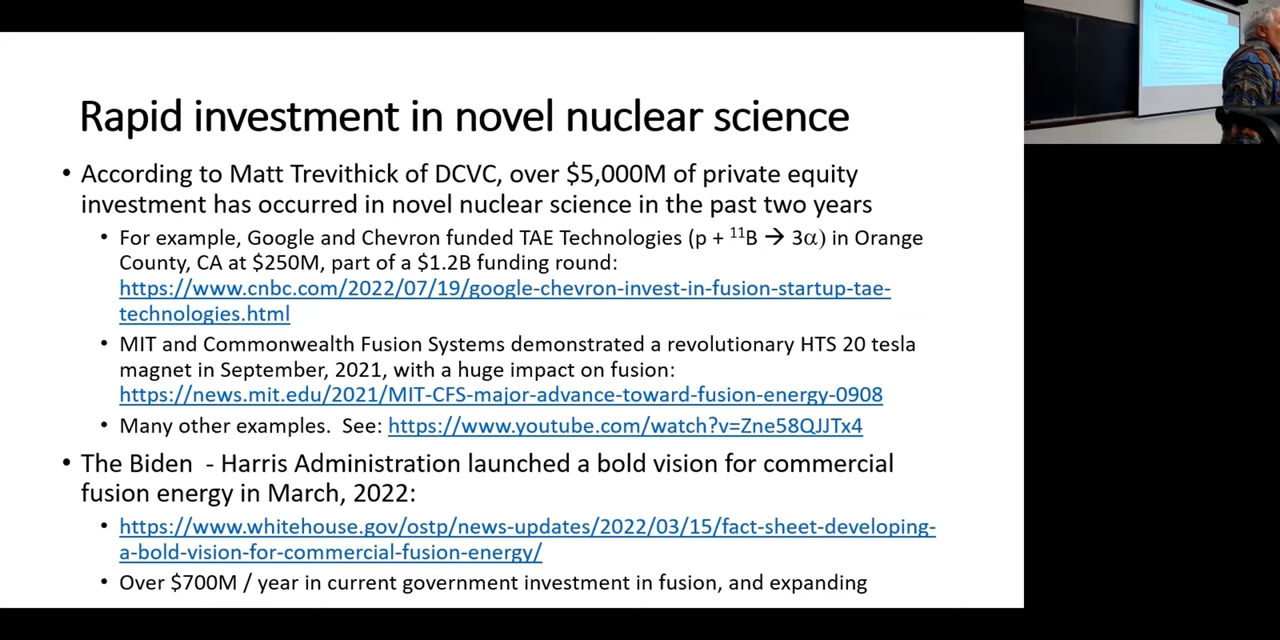 Rapid investment in novel nuclear science
• According to Matt Trevithick of DCVC, over $5,000M of private equity
investment has occurred in novel nuclear science in the past two years
• For example, Google and Chevron funded TAE Technologies (p + ¹¹B → 3α) in Orange
County, CA at $250M, part of a $1.2B funding round:
https://www.cnbc.com/2022/07/19/google-chevron-invest-in-fusion-startup-tae-
technologies.html
• MIT and Commonwealth Fusion Systems demonstrated a revolutionary HTS 20 tesla
magnet in September, 2021, with a huge impact on fusion:
https://news.mit.edu/2021/MIT-CFS-major-advance-toward-fusion-energy-0908
• Many other examples. See: https://www.youtube.com/watch?v=Zne58QJJTx4
• The Biden - Harris Administration launched a bold vision for commercial
fusion energy in March, 2022:
• https://www.whitehouse.gov/ostp/news-updates/2022/03/15/fact-sheet-developing-
a-bold-vision-for-commercial-fusion-energy/
• Over $700M / year in current government investment in fusion, and expanding